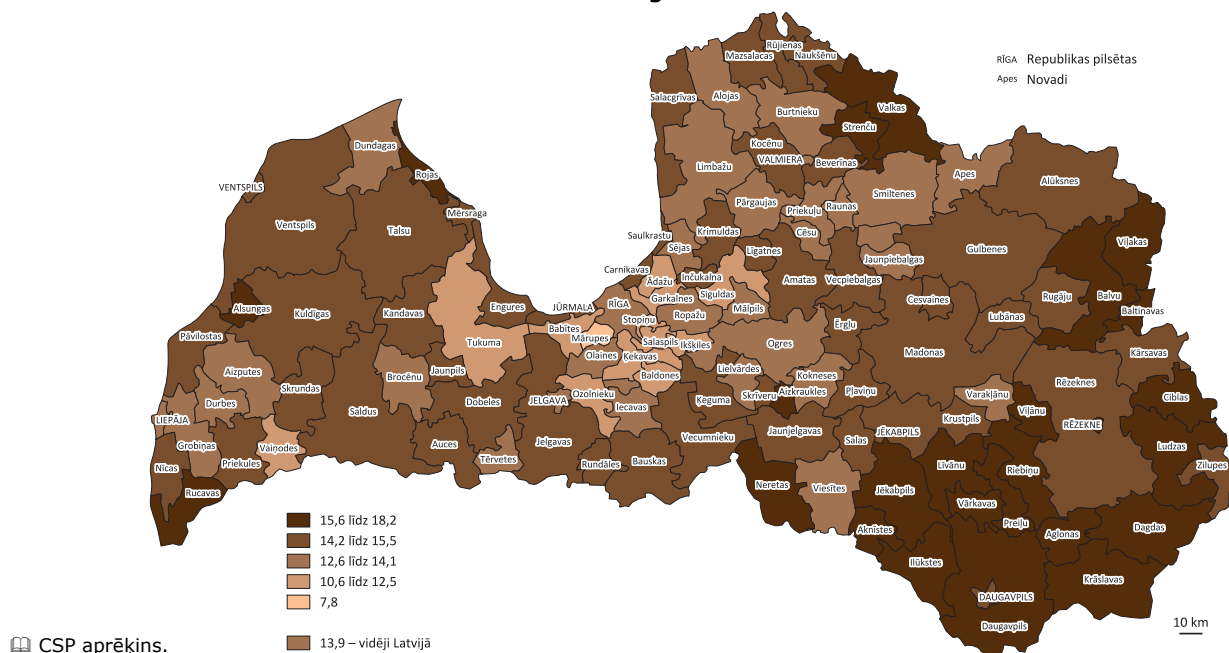 RĪGA Republikas pilsētas
Apes Novadi
Rūjienas
Mazsalacas
Naukšēnu
Salacgrīvas
Alojas
Burtnieku
Valkas
Strenču
Dundagas
Kocēnu
VALMIERA
Beverīnas
Limbažu
Rojas
Smiltenes
Apes
Alūksnes
VENTSPILS
Pārgaujas
Priekuļu
Raunas
Mērsraga
Ventspils
Talsu
Saulkrastu
Krimuldas
Cēsu
Viļakas
Sējas
Līgatnes
Gulbenes
Jaunpiebalgas
Carnikavas
Ādažu
Inčukalna
Amatas
Vecpiebalgas
Siguldas
Garkalnes
Rugāju
Balvu
Baltinavas
Cesvaines
Alsungas
Kuldīgas
Kandavas
Engures
JŪRMALA
RĪGA
Ropažu
Mālpils
Lubānas
Stopiņu
Ērgļu
Babītes
Mārupes
Pāvilostas
Tukuma
Salaspils
Ikšķiles
Ogres
Madonas
Kārsavas
Olaines
Ķekavas
Aizputes
Brocēnu
Jaunpils
Baldones
Lielvārdes
Kokneses
Rēzeknes
Skrundas
Ozolnieku
Skrīveru
Aizkraukles
Pļaviņu
Varakļānu
Ciblas
Durbes
Saldus
Dobeles
JELGAVA
Iecavas
Ķeguma
Viļānu
LIEPĀJA
Krustpils
RĒZEKNE
Grobiņas
Vaiņodes
Auces
Jelgavas
Vecumnieku
Jaunjelgavas
Salas
JĒKABPILS
Ludzas
Nīcas
Priekules
Tērvetes
Rundāles
Bauskas
Līvānu
Riebiņu
Zilupes
Rucavas
Neretas
Viesītes
Jēkabpils
Vārkavas
Preiļu
Aknīstes
Aglonas
Dagdas
Ilūkstes
Krāslavas
DAUGAVPILS
Daugavpils
15,6 līdz 18,2
14,2 līdz 15,5
12,6 līdz 14,1
10,6 līdz 12,5
7,8
13,9 – vidēji Latvijā
10 km
CSP aprēķins.